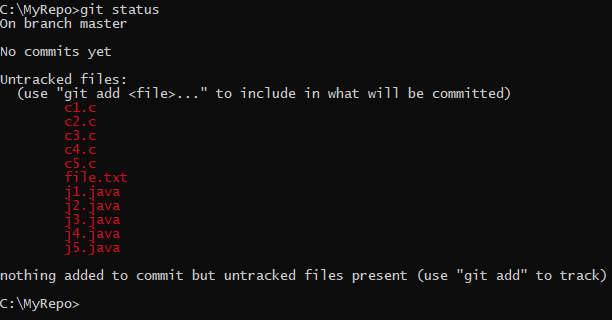 C:\MyRepo>git status
On branch master
No commits yet
Untracked files:
(use "git add <file>..." to include in what will be committed)
c1.c
c2.c
c3.c
c4.c
c5.c
file.txt
j1.java
j2.java
j3.java
j4.java
j5.java
nothing added to commit but untracked files present (use "git add" to track)
C:\MyRepo>